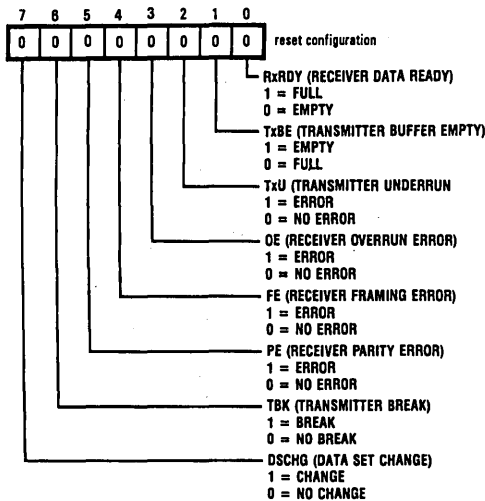 7 6 5 4 3 2 1 0
0 0 0 0 0 0 0 0 reset configuration
RxRDY (RECEIVER DATA READY)
1 = FULL
0 = EMPTY
TxBE (TRANSMITTER BUFFER EMPTY)
1 = EMPTY
0 = FULL
TxU (TRANSMITTER UNDERRUN
1 = ERROR
0 = NO ERROR
OE (RECEIVER OVERRUN ERROR)
1 = ERROR
0 = NO ERROR
FE (RECEIVER FRAMING ERROR)
1 = ERROR
0 = NO ERROR
PE (RECEIVER PARITY ERROR)
1 = ERROR
0 = NO ERROR
TBK (TRANSMITTER BREAK)
1 = BREAK
0 = NO BREAK
DSCHG (DATA SET CHANGE)
1 = CHANGE
0 = NO CHANGE